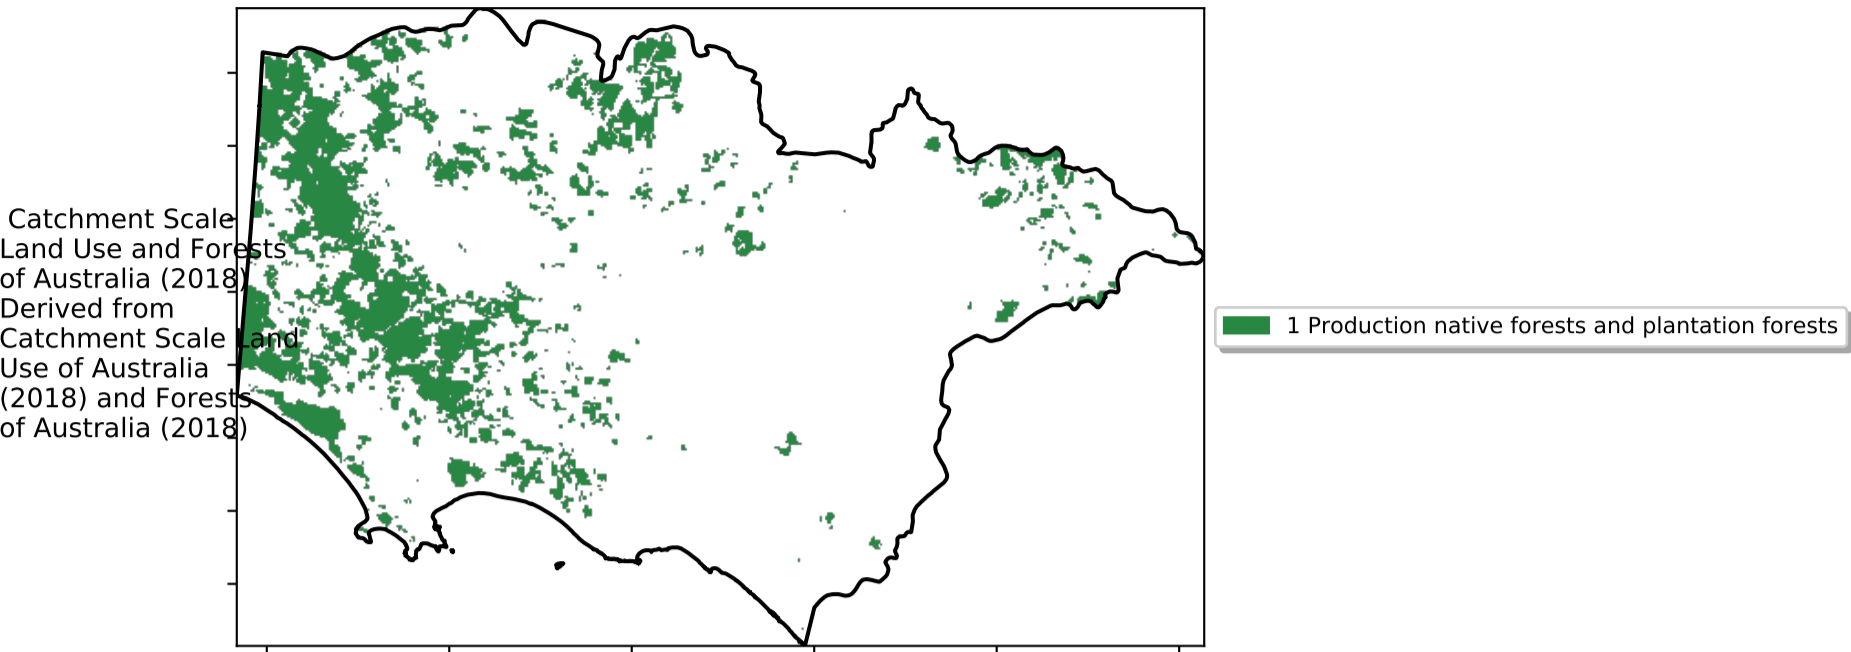 Catchment Scale
Land Use and Forests
of Australia (2018)
Derived from
Catchment Scale Land
Use of Australia
(2018) and Forests
of Australia (2018)
1 Production native forests and plantation forests